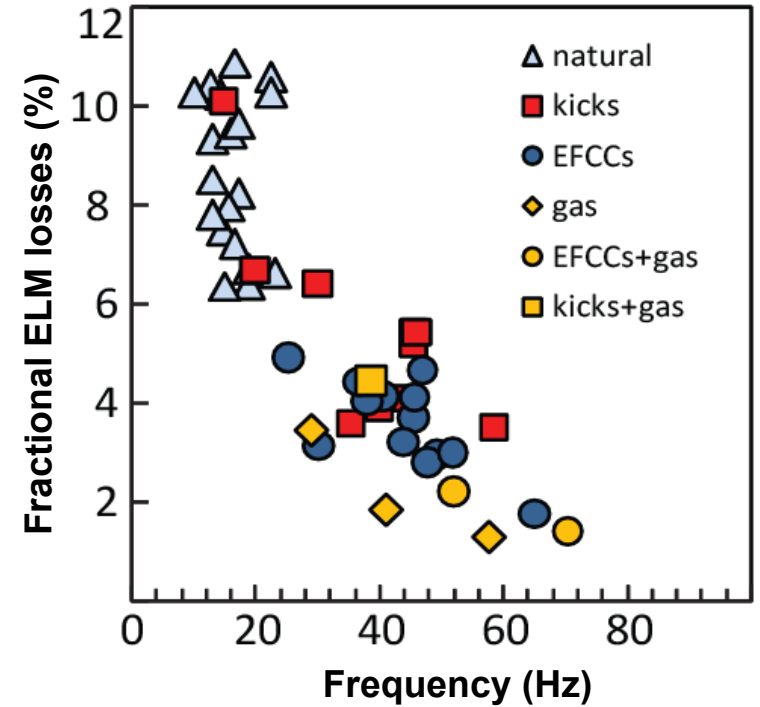 12
10
8
6
4
2
0
20
40
60
80
Fractional ELM losses (%)
Frequency (Hz)
natural
kicks
EFCCs
gas
EFCCs+gas
kicks+gas